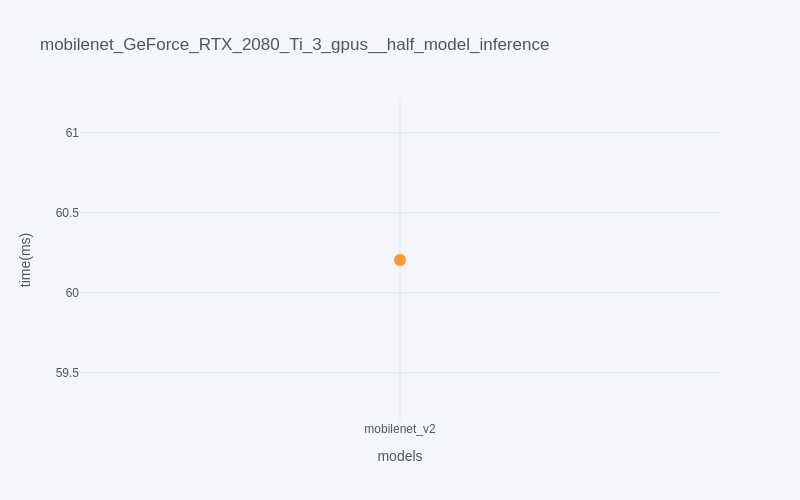 mobilenet_GeForce_RTX_2080_Ti_3_gpus__half_model_inference
61
60.5
60
59.5
time(ms)
mobilenet_v2
models